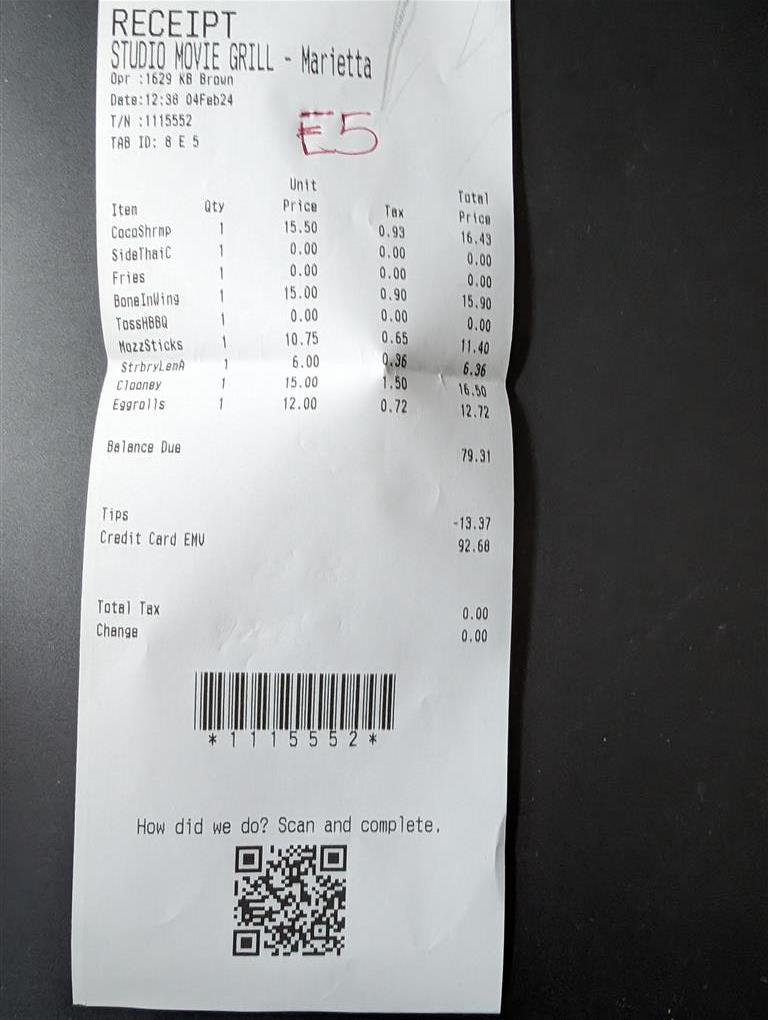 RECEIPT
STUDIO MOVIE GRILL - Marietta
Opr :1629 KB Brown
Date:12:38 04Feb24
T/N :1115552
TAB ID: 8 E 5
E5
Unit Total
Item Qty Price Tax Price
CocoShrmp 1 15.50 0.93 16.43
SideThaiC 1 0.00 0.00 0.00
Fries 1 0.00 0.00 0.00
BoneInWing 1 15.00 0.90 15.90
TossHBBQ 1 0.00 0.00 0.00
MozzSticks 1 10.75 0.65 11.40
StrbryLemA 1 6.00 0.36 6.36
Clooney 1 15.00 1.50 16.50
Eggrolls 1 12.00 0.72 12.72
Balance Due 79.31
Tips -13.37
Credit Card EMV 92.68
Total Tax 0.00
Change 0.00
*1115552*
How did we do? Scan and complete.